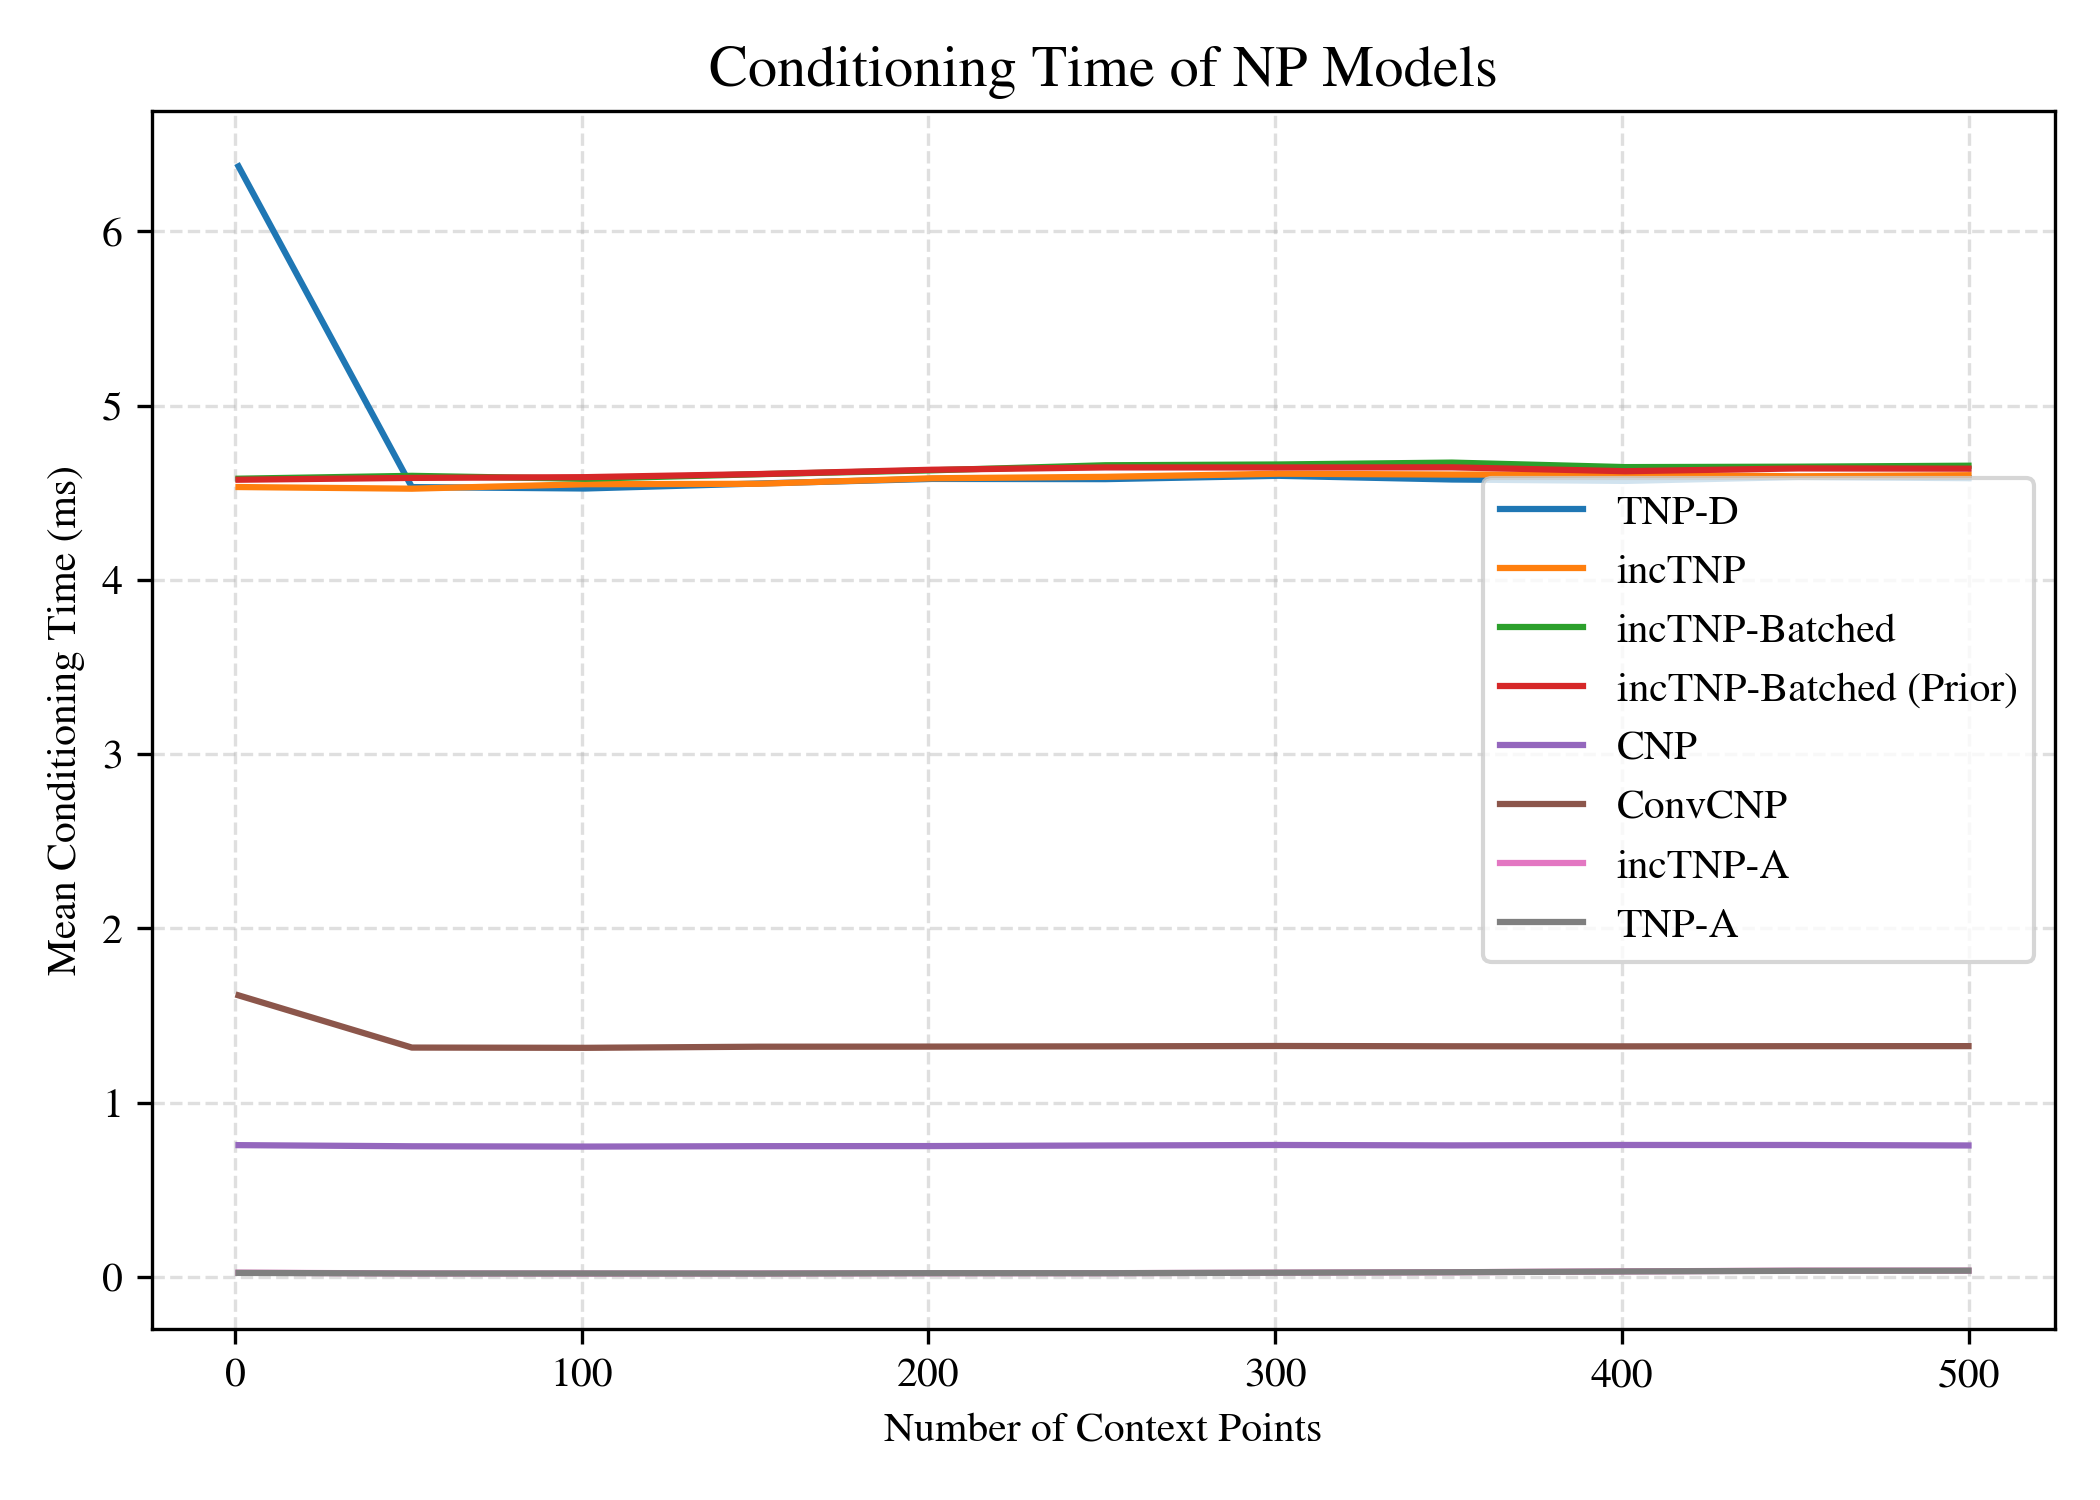 Conditioning Time of NP Models
Mean Conditioning Time (ms)
6
5
4
3
2
1
0
TNP-D
incTNP
incTNP-Batched
incTNP-Batched (Prior)
CNP
ConvCNP
incTNP-A
TNP-A
0 100 200 300 400 500
Number of Context Points